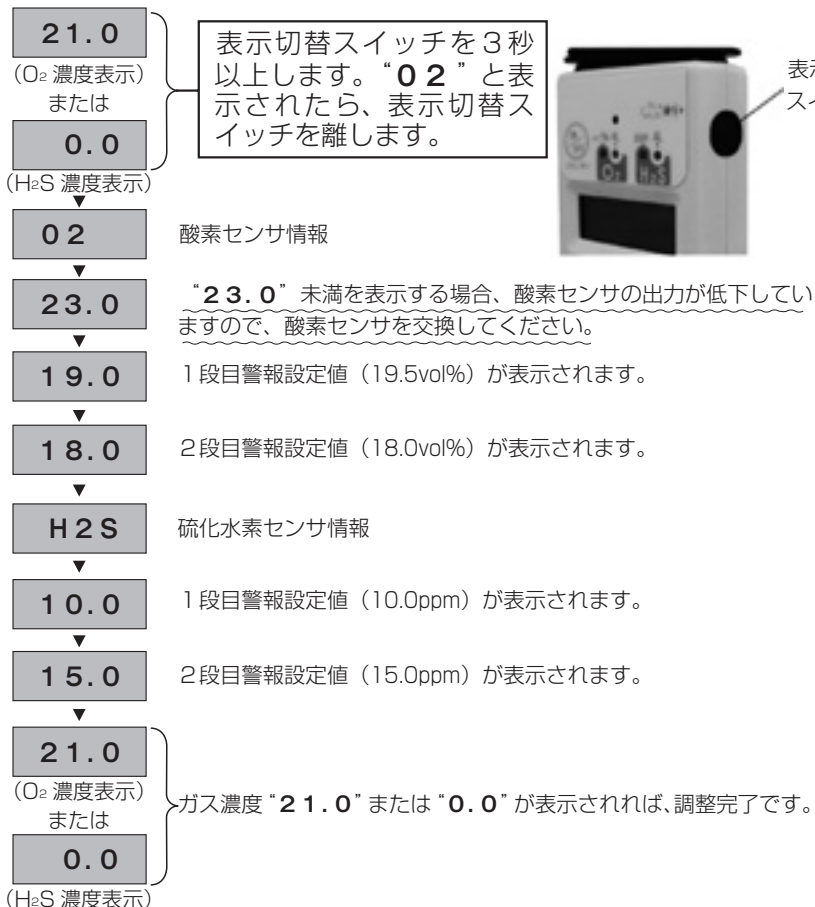 21.0
(O₂ 濃度表示)
または
0.0
(H₂S 濃度表示)
表示切替スイッチを3秒
以上します。“02”と表
示されたら、表示切替ス
イッチを離します。
O₂
H₂S
表示
スイ
02
酸素センサ情報
23.0
“23.0”未満を表示する場合、酸素センサの出力が低下してい
ますので、酸素センサを交換してください。
19.0
1段目警報設定値（19.5vol%）が表示されます。
18.0
2段目警報設定値（18.0vol%）が表示されます。
H2S
硫化水素センサ情報
10.0
1段目警報設定値（10.0ppm）が表示されます。
15.0
2段目警報設定値（15.0ppm）が表示されます。
21.0
(O₂ 濃度表示)
または
0.0
(H₂S 濃度表示)
ガス濃度“21.0”または“0.0”が表示されれば、調整完了です。